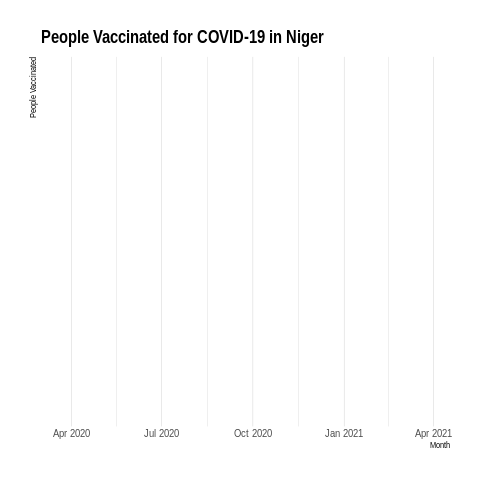 People Vaccinated for COVID-19 in Niger
People Vaccinated
Apr 2020
Jul 2020
Oct 2020
Jan 2021
Apr 2021
Month